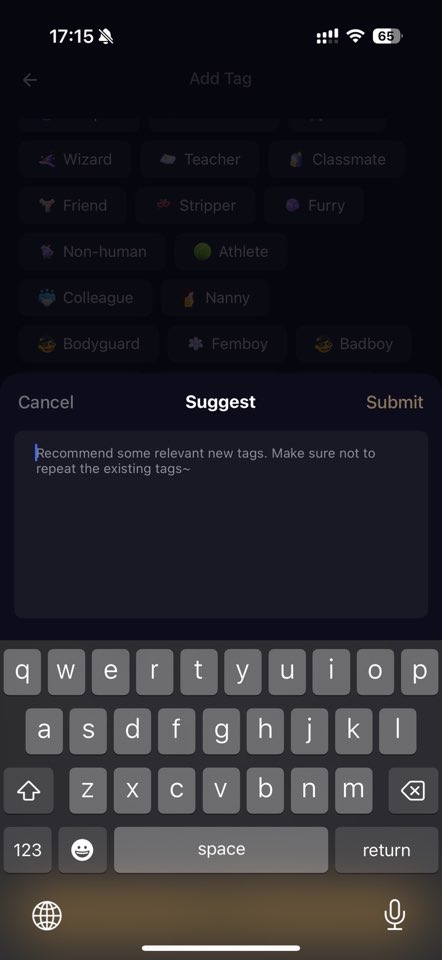 17:15
65
Add Tag
Wizard
Teacher
Classmate
Friend
Stripper
Furry
Non-human
Athlete
Colleague
Nanny
Bodyguard
Femboy
Badboy
Cancel
Suggest
Submit
Recommend some relevant new tags. Make sure not to
repeat the existing tags~
q w e r t y u i o p
a s d f g h j k l
z x c v b n m
123
space
return